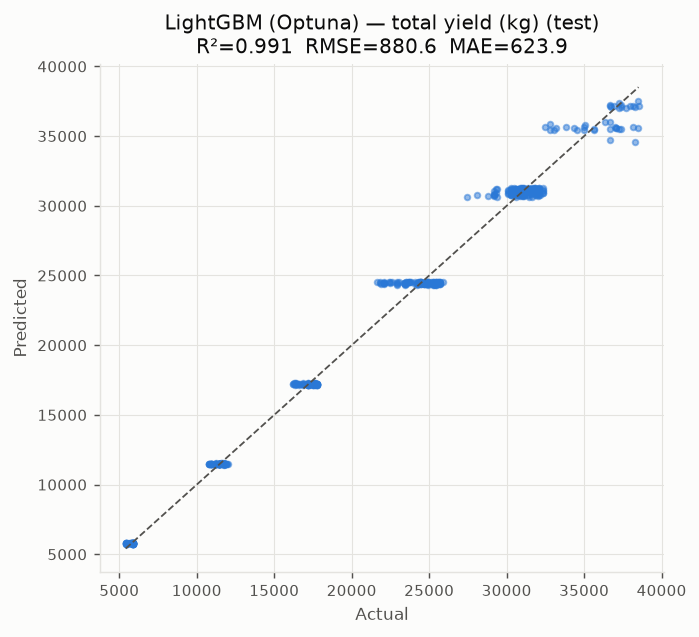 LightGBM (Optuna) — total yield (kg) (test)
R²=0.991 RMSE=880.6 MAE=623.9
40000
35000
30000
25000
20000
15000
10000
5000
Predicted
5000 10000 15000 20000 25000 30000 35000 40000
Actual